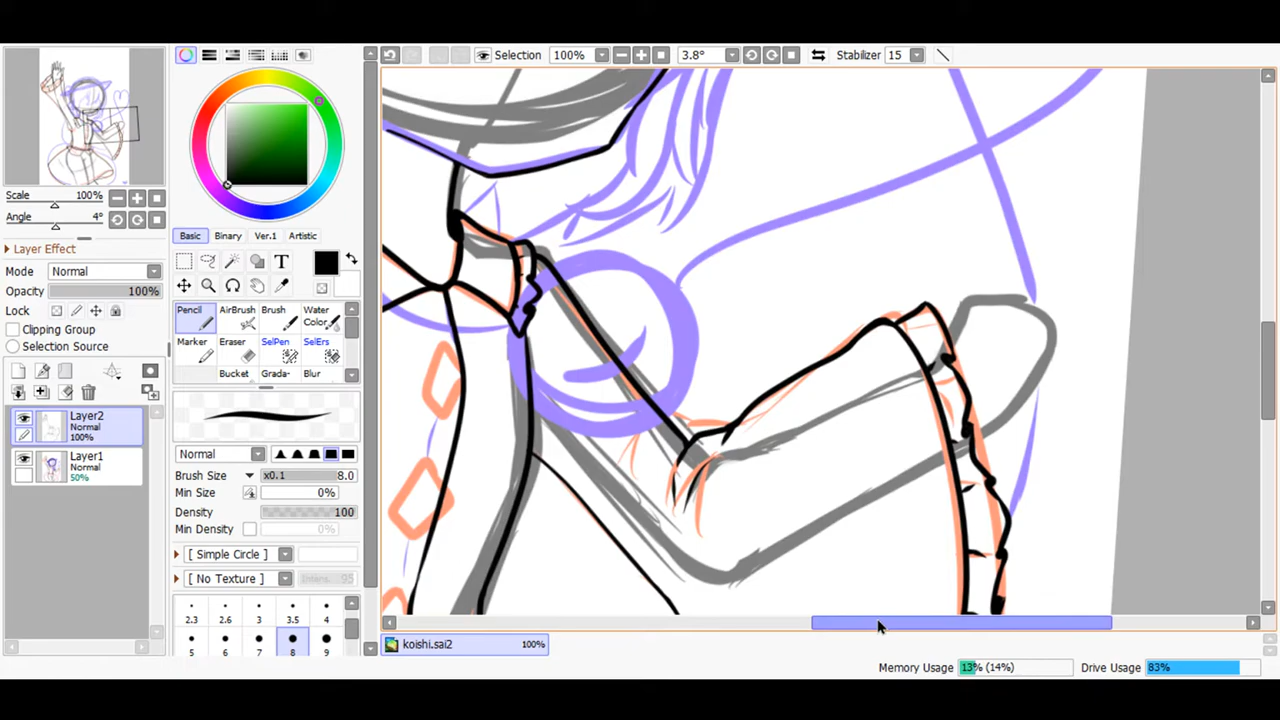 Selection 100% 3.8° Stabilizer 15
Scale 100%
Angle 4°
Layer Effect
Mode Normal
Opacity 100%
Lock
Clipping Group
Selection Source
Layer2
Normal
100%
Layer1
Normal
50%
Basic Binary Ver.1 Artistic
T
Pencil AirBrush Brush Water Color
Marker Eraser SelPen SelErs
Bucket Grada- Blur
Normal
Brush Size x0.1 8.0
Min Size 0%
Density 100
Min Density 0%
[ Simple Circle ]
[ No Texture ] Intens. 95
2.3 2.6 3 3.5 4
5 6 7 8 9
koishi.sai2 100%
Memory Usage 13% (14%) Drive Usage 83%